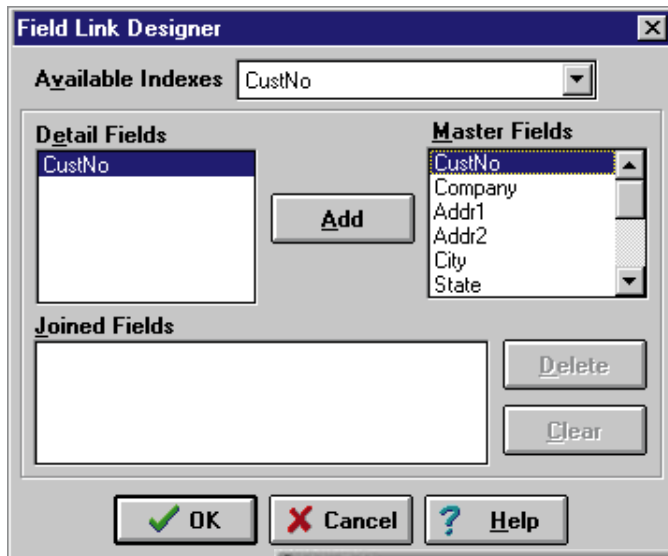 Field Link Designer
Available Indexes CustNo
Detail Fields
CustNo
Add
Master Fields
CustNo
Company
Addr1
Addr2
City
State
Joined Fields
Delete
Clear
OK Cancel ? Help